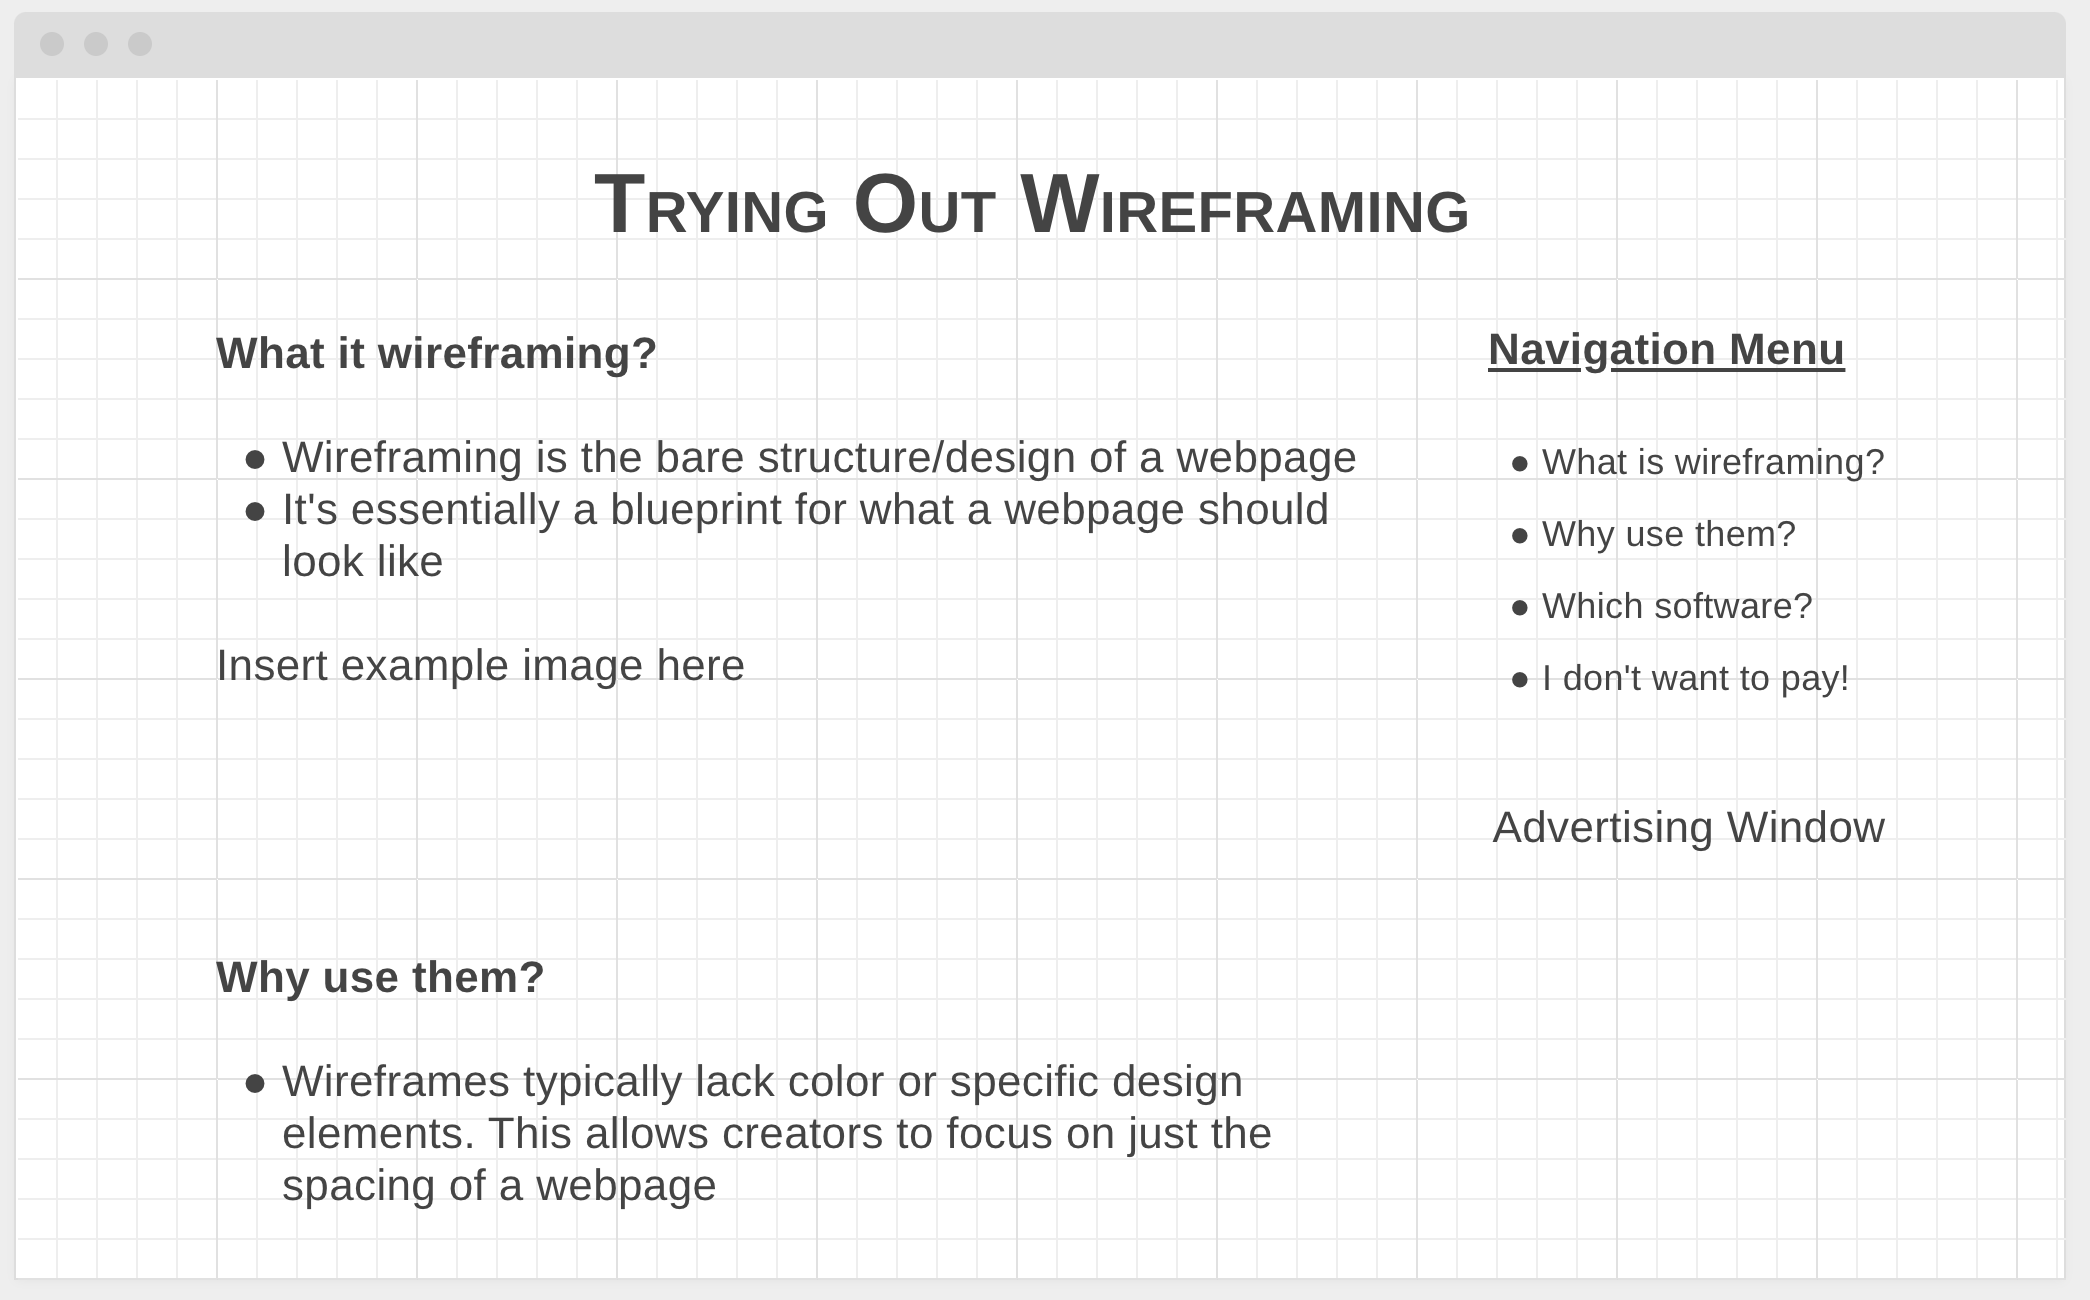 Trying Out Wireframing
What it wireframing?
● Wireframing is the bare structure/design of a webpage
● It's essentially a blueprint for what a webpage should
look like
Insert example image here
Why use them?
● Wireframes typically lack color or specific design
elements. This allows creators to focus on just the
spacing of a webpage
Navigation Menu
● What is wireframing?
● Why use them?
● Which software?
● I don't want to pay!
Advertising Window